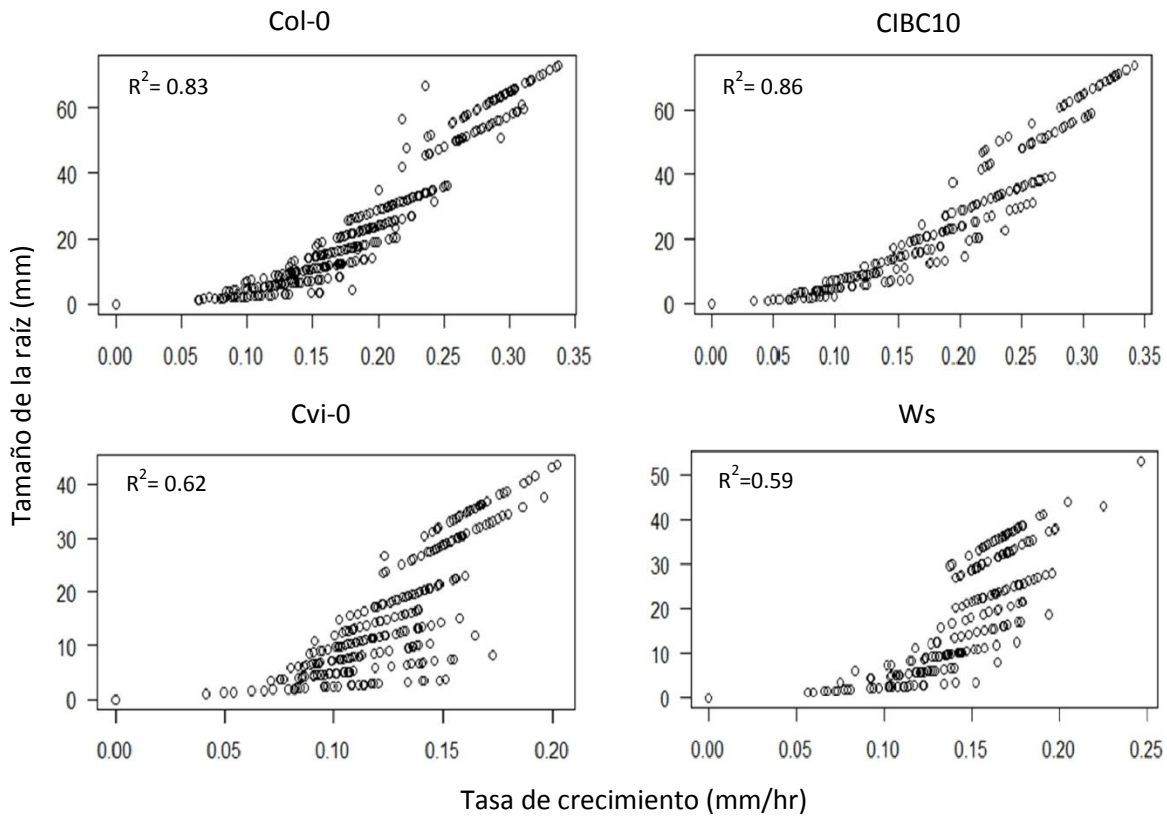 Col-0
CIBC10
R²= 0.83
R²= 0.86
60
40
20
0
60
40
20
0
0.00 0.05 0.10 0.15 0.20 0.25 0.30 0.35
0.00 0.05 0.10 0.15 0.20 0.25 0.30 0.35
Tamaño de la raíz (mm)
Cvi-0
Ws
R²= 0.62
R²=0.59
40
30
20
10
0
50
40
30
20
10
0
0.00 0.05 0.10 0.15 0.20
0.00 0.05 0.10 0.15 0.20 0.25
Tasa de crecimiento (mm/hr)